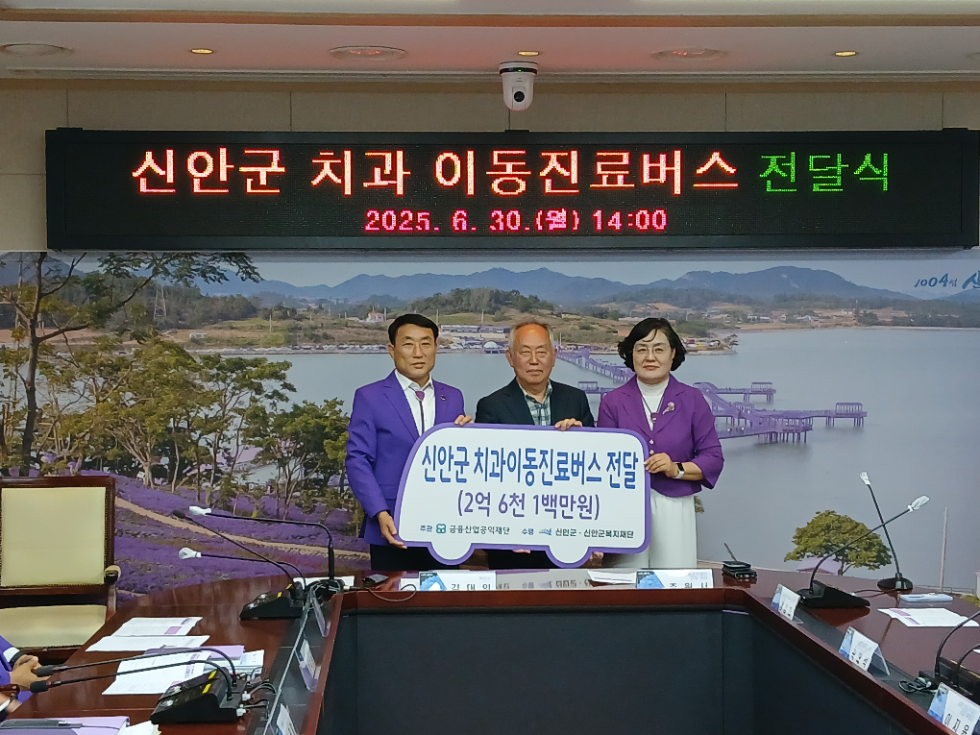 신안군 치과 이동진료버스 전달식
2025. 6. 30.(월) 14:00
1004섬
신안군 치과이동진료버스 전달
(2억 6천 1백만원)
주관 금융산업공익재단 수행 신안군·신안군복지재단
김대인